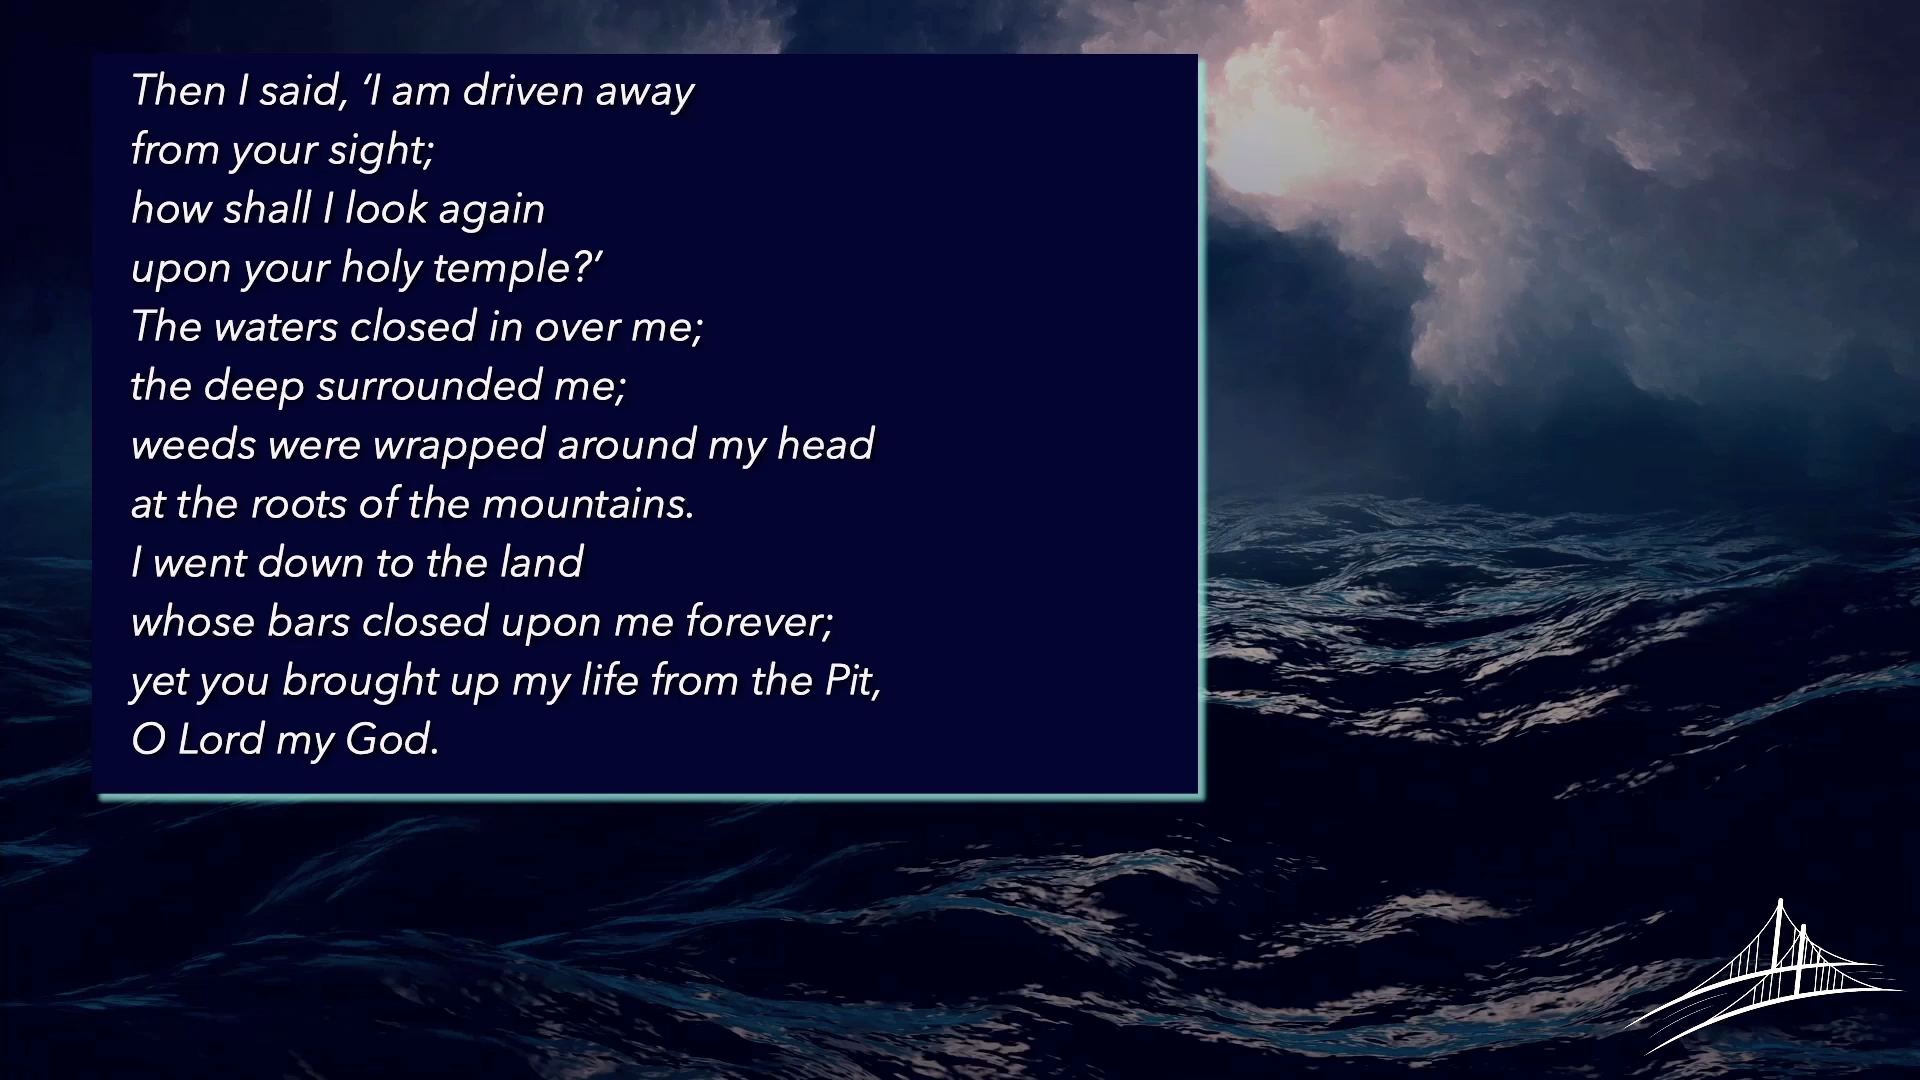 Then I said, ‘I am driven away
from your sight;
how shall I look again
upon your holy temple?’
The waters closed in over me;
the deep surrounded me;
weeds were wrapped around my head
at the roots of the mountains.
I went down to the land
whose bars closed upon me forever;
yet you brought up my life from the Pit,
O Lord my God.